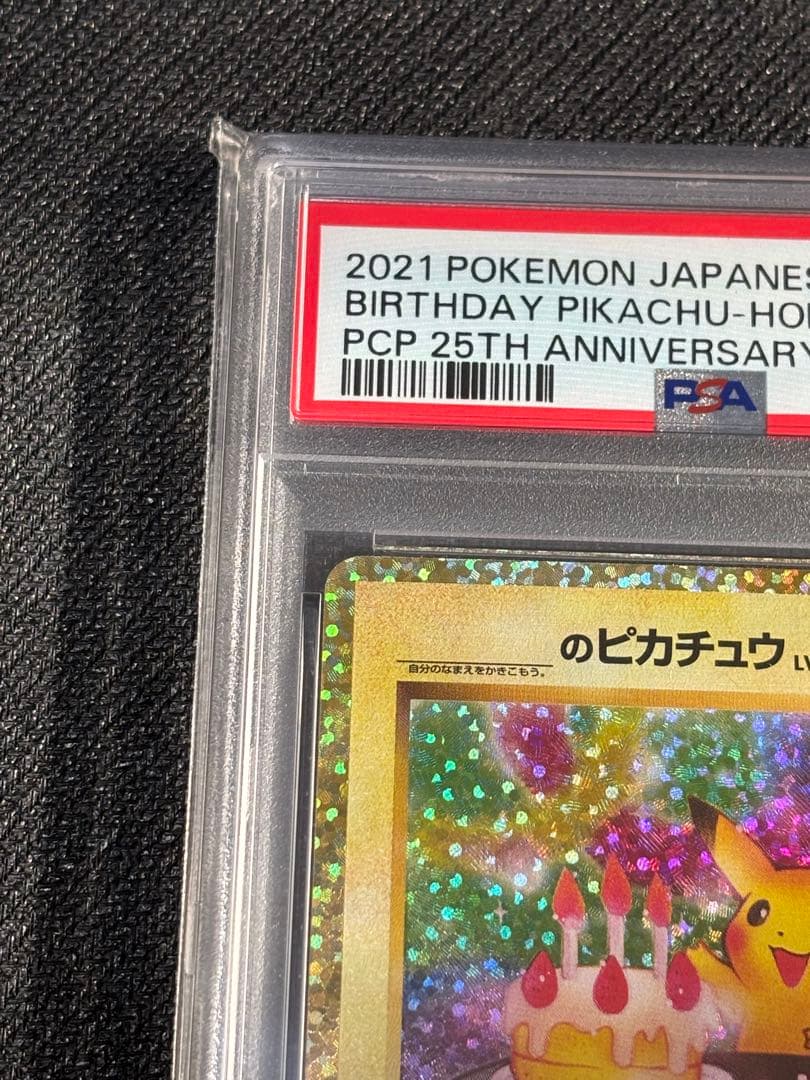 2021 POKEMON JAPANES
BIRTHDAY PIKACHU-HO
PCP 25TH ANNIVERSARY
PSA
のピカチュウ LV
自分のなまえをかきこもう。